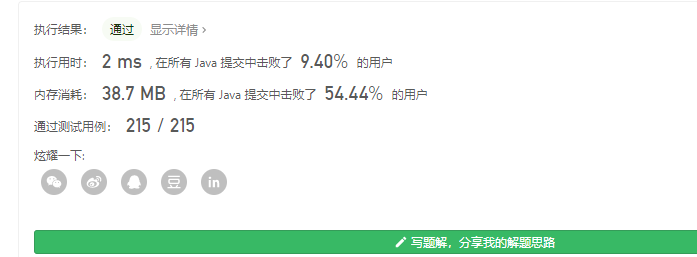 执行结果： 通过 显示详情 ›
执行用时： 2 ms , 在所有 Java 提交中击败了 9.40% 的用户
内存消耗： 38.7 MB , 在所有 Java 提交中击败了 54.44% 的用户
通过测试用例： 215 / 215
炫耀一下:
豆 in
写题解，分享我的解题思路